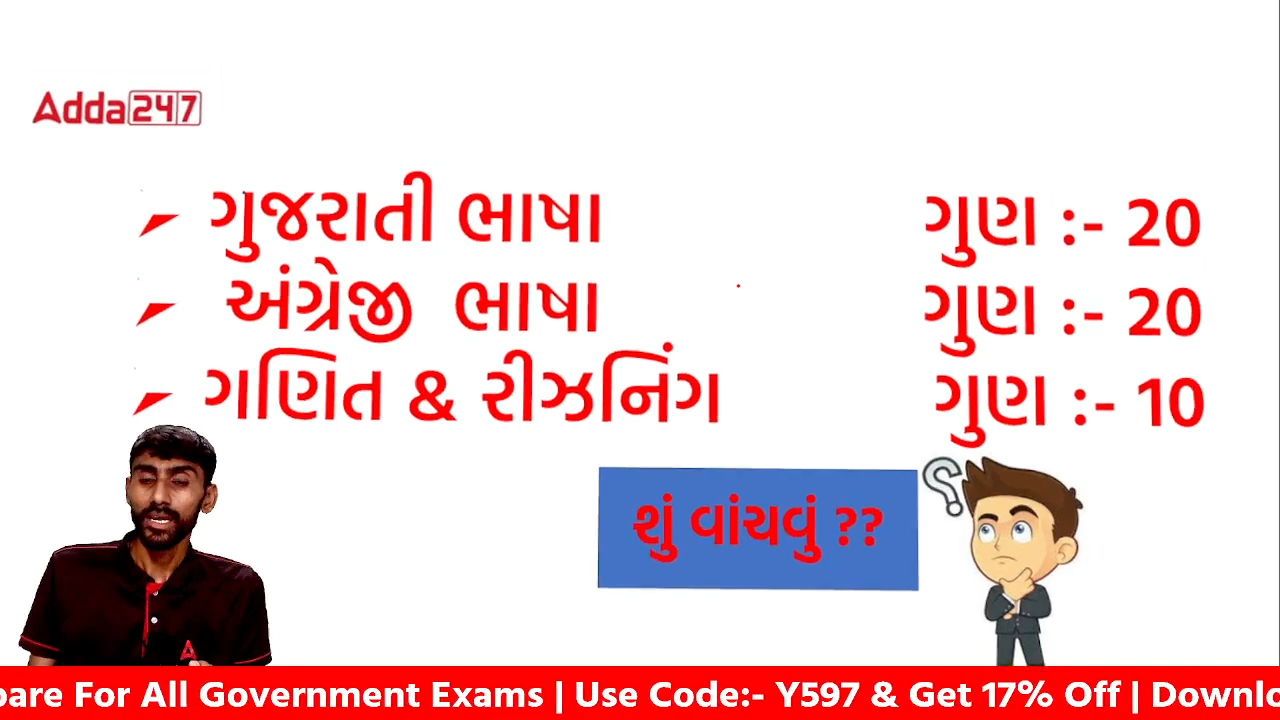 Adda247
ગુજરાતી ભાષા ગુણ :- 20
અંગ્રેજી ભાષા ગુણ :- 20
ગણિત & રીઝનિંગ ગુણ :- 10
શું વાંચવું ??
pare For All Government Exams | Use Code:- Y597 & Get 17% Off | Downlo